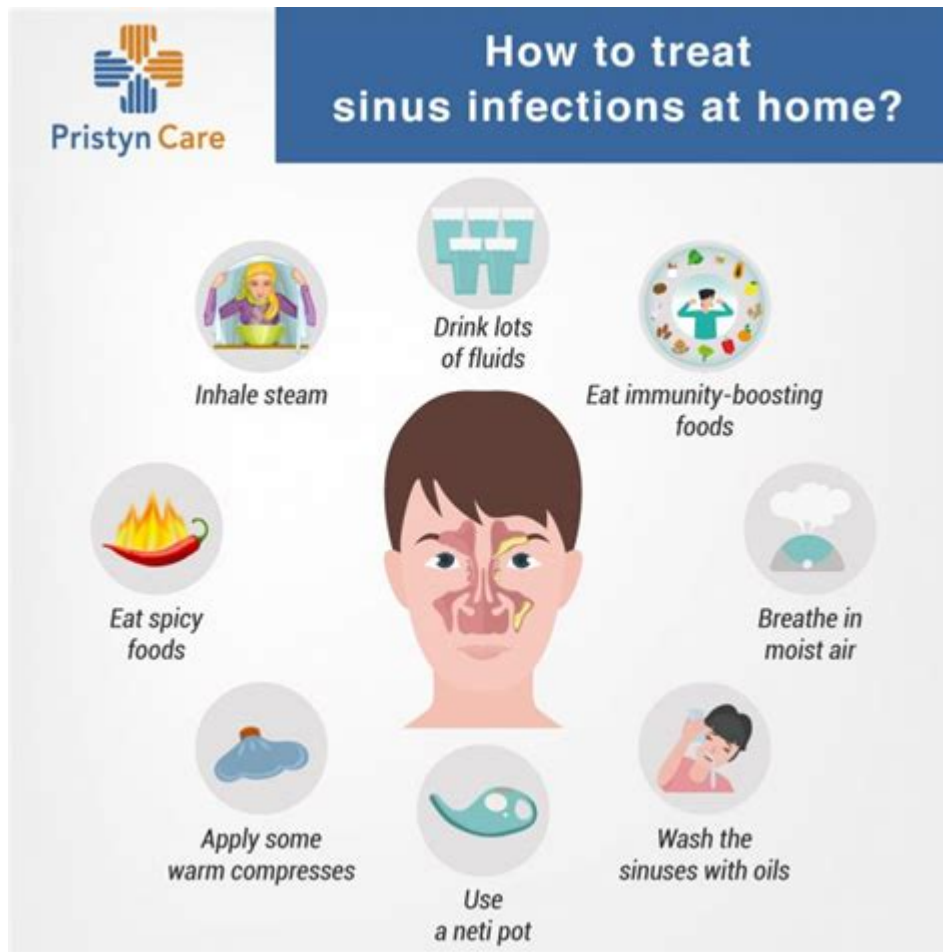 Pristyn Care
How to treat
sinus infections at home?
Drink lots
of fluids
Inhale steam
Eat immunity-boosting
foods
Eat spicy
foods
Breathe in
moist air
Apply some
warm compresses
Wash the
sinuses with oils
Use
a neti pot